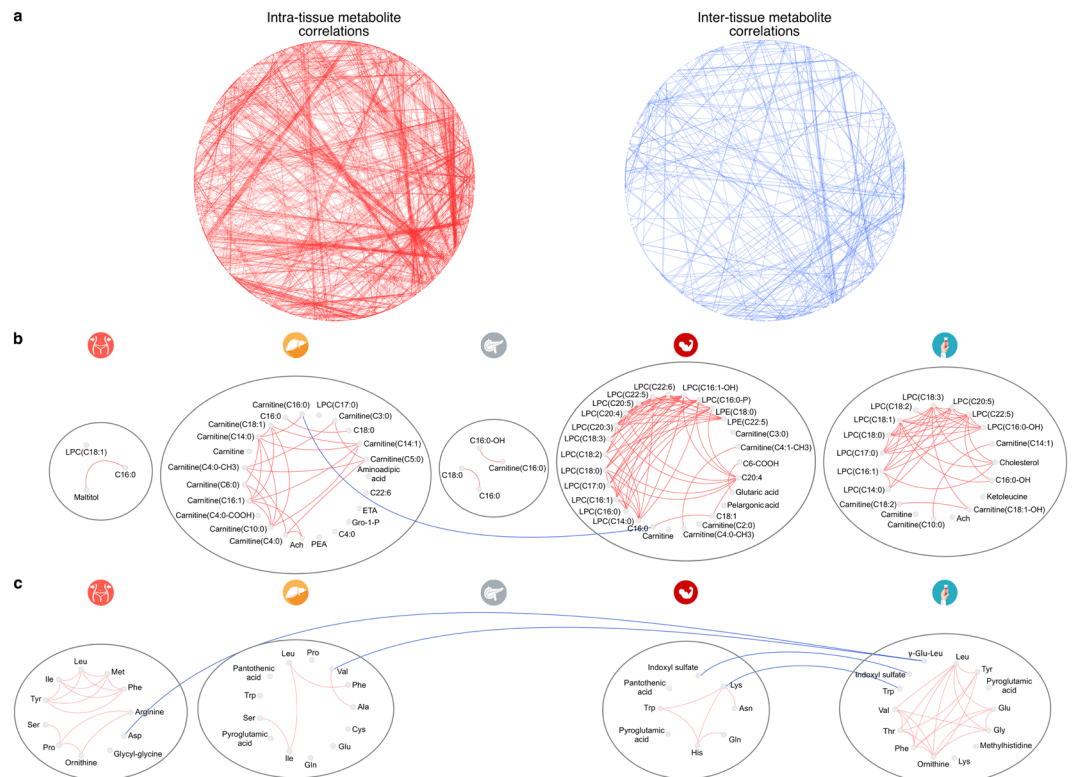 a
Intra-tissue metabolite
correlations
Inter-tissue metabolite
correlations
b
LPC(C18:1)
C16:0
Maltitol
Carnitine(C16:0)
LPC(C17:0)
C16:0
Carnitine(C3:0)
Carnitine(C18:1)
C18:0
Carnitine(C14:0)
Carnitine(C14:1)
Carnitine
Carnitine(C5:0)
Carnitine(C4:0-CH3)
Aminoadipic
acid
Carnitine(C6:0)
C22:6
Carnitine(C16:1)
ETA
Carnitine(C4:0-COOH)
Gro-1-P
Carnitine(C10:0)
C4:0
Carnitine(C4:0)
Ach
PEA
C16:0-OH
C18:0
Carnitine(C16:0)
C16:0
LPC(C22:6)
LPC(C16:1-OH)
LPC(C22:5)
LPC(C16:0-P)
LPC(C20:5)
LPE(C18:0)
LPC(C20:4)
LPE(C22:5)
LPC(C20:3)
Carnitine(C3:0)
LPC(C18:3)
Carnitine(C4:1-CH3)
LPC(C18:2)
C6-COOH
LPC(C18:0)
C20:4
LPC(C17:0)
Glutaric acid
LPC(C16:1)
Pelargonic acid
LPC(C16:0)
C18:1
LPC(C14:0)
Carnitine(C2:0)
C16:0
Carnitine
Carnitine(C4:0-CH3)
LPC(C18:3)
LPC(C18:2)
LPC(C20:5)
LPC(C18:1)
LPC(C22:5)
LPC(C18:0)
LPC(C16:0-OH)
LPC(C17:0)
Carnitine(C14:1)
LPC(C16:1)
Cholesterol
LPC(C14:0)
C16:0-OH
Carnitine(C18:2)
Ketoleucine
Carnitine
Carnitine(C18:1-OH)
Carnitine(C10:0)
Ach
c
Leu
Met
Ile
Phe
Tyr
Arginine
Ser
Asp
Pro
Glycyl-glycine
Ornithine
Leu
Pro
Pantothenic
acid
Val
Phe
Trp
Ala
Ser
Cys
Pyroglutamic
acid
Glu
Ile
Gln
Indoxyl sulfate
Pantothenic
acid
Lys
Trp
Asn
Pyroglutamic
acid
Gln
His
γ-Glu-Leu
Leu
Tyr
Indoxyl sulfate
Pyroglutamic
acid
Trp
Val
Glu
Thr
Gly
Phe
Methylhistidine
Ornithine
Lys